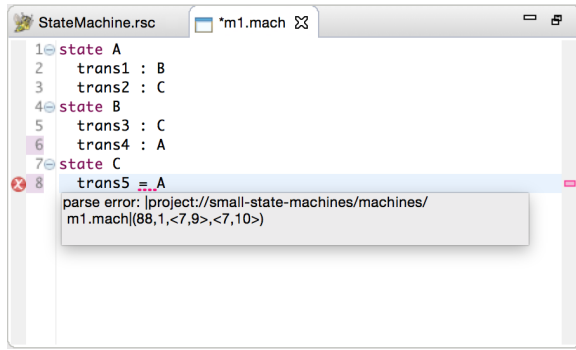 StateMachine.rsc *m1.mach
1 state A
2 trans1 : B
3 trans2 : C
4 state B
5 trans3 : C
6 trans4 : A
7 state C
8 trans5 = A
parse error: |project://small-state-machines/machines/
m1.mach|(88,1,<7,9>,<7,10>)